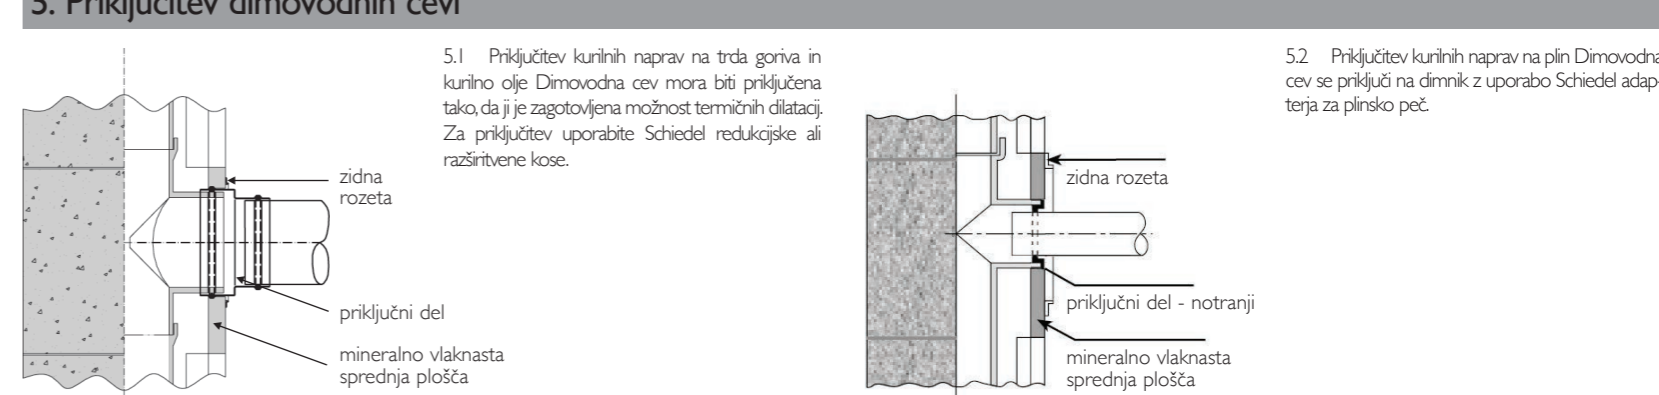 5. Priključitev dimovodnih cevi
5.1 Priključitev kurilnih naprav na trda goriva in
kurilno olje Dimovodna cev mora biti priključena
tako, da ji je zagotovljena možnost termičnih dilatacij.
Za priključitev uporabite Schiedel redukcijske ali
razširitvene kose.
zidna
rozeta
priključni del
mineralno vlaknasta
sprednja plošča
5.2 Priključitev kurilnih naprav na plin Dimovodna
cev se priključi na dimnik z uporabo Schiedel adap-
terja za plinsko peč.
zidna rozeta
priključni del - notranji
mineralno vlaknasta
sprednja plošča